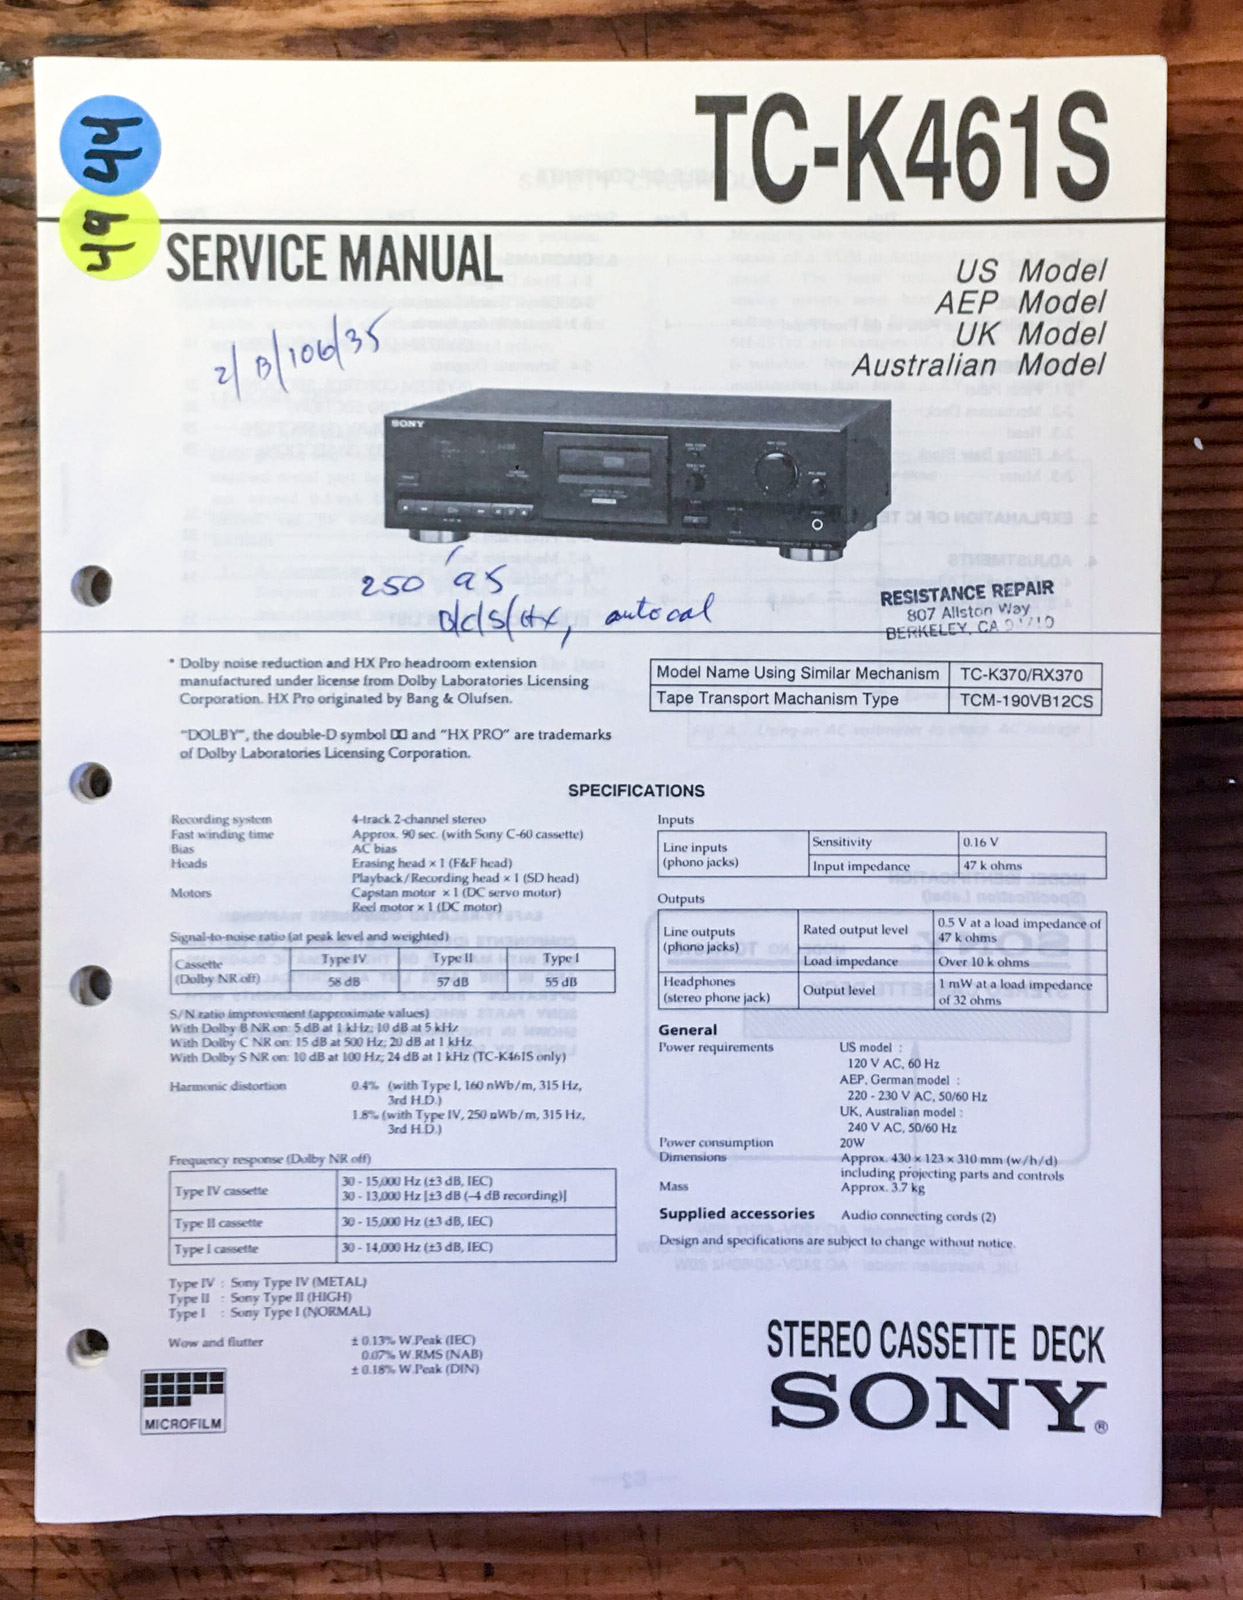 44
49
TC-K461S
SERVICE MANUAL
US Model
AEP Model
UK Model
Australian Model
2/B/106/35
SONY
250 '95
B/C/S/HX, autocal
RESISTANCE REPAIR
807 Allston Way
BERKELEY, CA
* Dolby noise reduction and HX Pro headroom extension
manufactured under license from Dolby Laboratories Licensing
Corporation. HX Pro originated by Bang & Olufsen.
"DOLBY", the double-D symbol and "HX PRO" are trademarks
of Dolby Laboratories Licensing Corporation.
Model Name Using Similar Mechanism TC-K370/RX370
Tape Transport Machanism Type TCM-190VB12CS
SPECIFICATIONS
Recording system 4-track 2-channel stereo
Fast winding time Approx. 90 sec. (with Sony C-60 cassette)
Bias AC bias
Heads Erasing head × 1 (F&F head)
Playback/Recording head × 1 (SD head)
Motors Capstan motor × 1 (DC servo motor)
Reel motor × 1 (DC motor)
Signal-to-noise ratio (at peak level and weighted)
Cassette
(Dolby NR off) Type IV Type II Type I
58 dB 57 dB 55 dB
S/N ratio improvement (approximate values)
With Dolby B NR on: 5 dB at 1 kHz; 10 dB at 5 kHz
With Dolby C NR on: 15 dB at 500 Hz; 20 dB at 1 kHz
With Dolby S NR on: 10 dB at 100 Hz; 24 dB at 1 kHz (TC-K461S only)
Harmonic distortion 0.4% (with Type I, 160 nWb/m, 315 Hz,
3rd H.D.)
1.8% (with Type IV, 250 nWb/m, 315 Hz,
3rd H.D.)
Frequency response (Dolby NR off)
Type IV cassette 30 - 15,000 Hz (±3 dB, IEC)
30 - 13,000 Hz [±3 dB (–4 dB recording)]
Type II cassette 30 - 15,000 Hz (±3 dB, IEC)
Type I cassette 30 - 14,000 Hz (±3 dB, IEC)
Type IV : Sony Type IV (METAL)
Type II : Sony Type II (HIGH)
Type I : Sony Type I (NORMAL)
Wow and flutter ± 0.13% W.Peak (IEC)
0.07% W.RMS (NAB)
± 0.18% W.Peak (DIN)
MICROFILM
Inputs
Line inputs
(phono jacks) Sensitivity 0.16 V
Input impedance 47 k ohms
Outputs
Line outputs
(phono jacks) Rated output level 0.5 V at a load impedance of
47 k ohms
Load impedance Over 10 k ohms
Headphones
(stereo phone jack) Output level 1 mW at a load impedance
of 32 ohms
General
Power requirements US model :
120 V AC, 60 Hz
AEP, German model :
220 - 230 V AC, 50/60 Hz
UK, Australian model :
240 V AC, 50/60 Hz
Power consumption 20W
Dimensions Approx. 430 × 123 × 310 mm (w/h/d)
including projecting parts and controls
Mass Approx. 3.7 kg
Supplied accessories Audio connecting cords (2)
Design and specifications are subject to change without notice.
STEREO CASSETTE DECK
SONY®